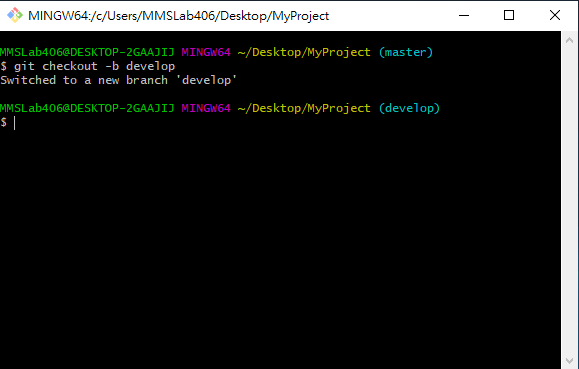 MINGW64:/c/Users/MMSLab406/Desktop/MyProject
MMSLab406@DESKTOP-2GAAJIJ MINGW64 ~/Desktop/MyProject (master)
$ git checkout -b develop
Switched to a new branch 'develop'
MMSLab406@DESKTOP-2GAAJIJ MINGW64 ~/Desktop/MyProject (develop)
$